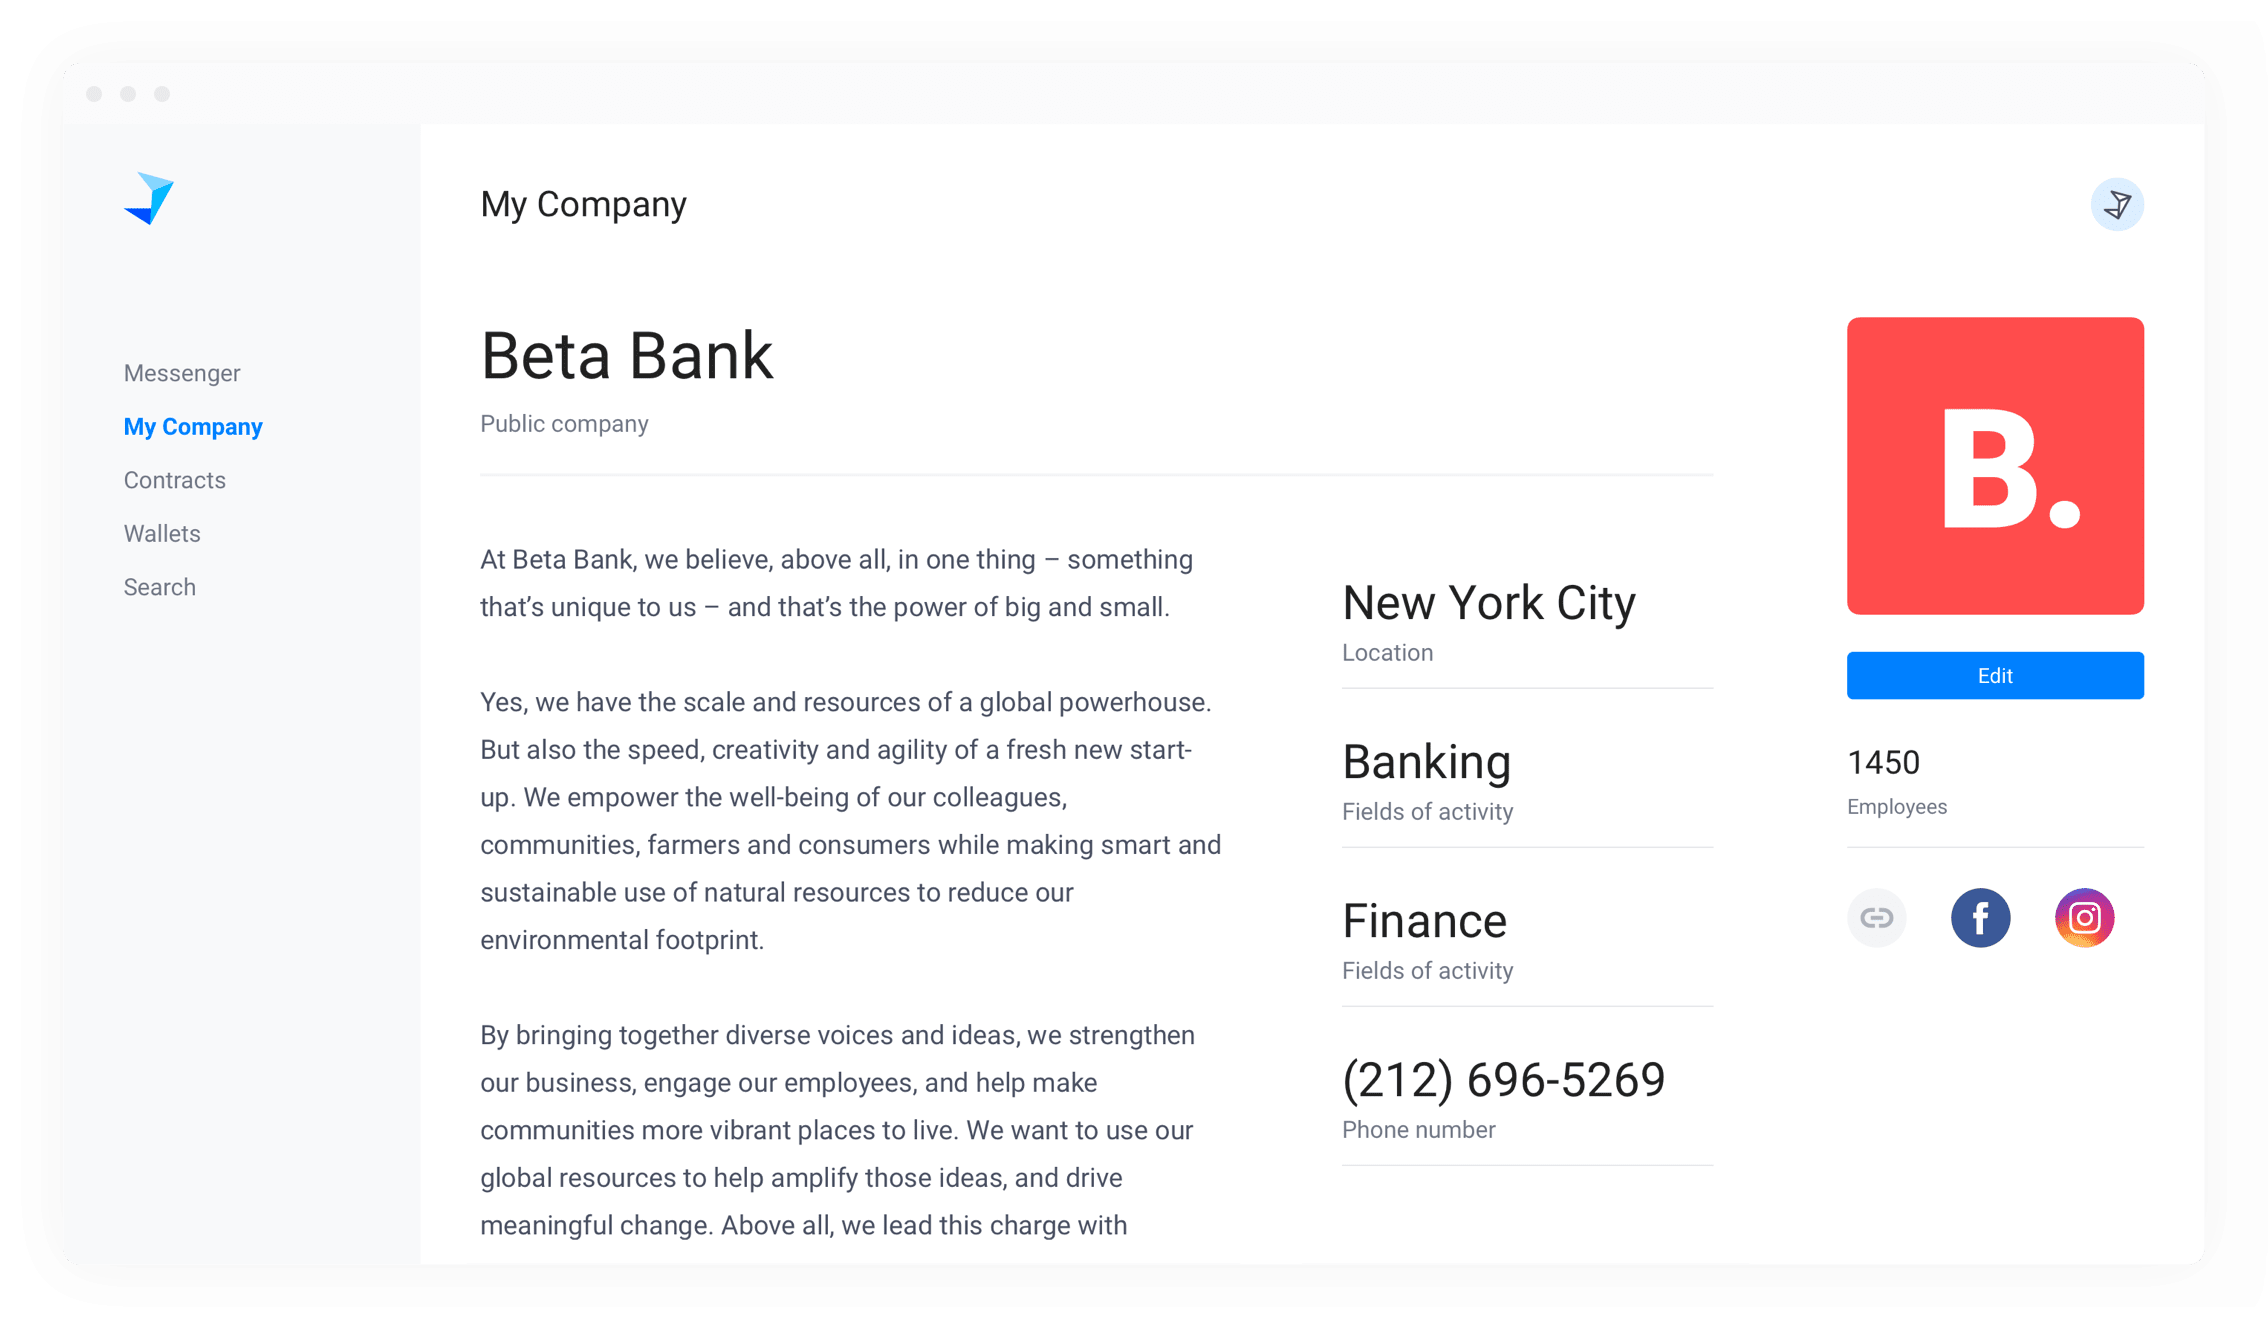 My Company
Messenger
My Company
Contracts
Wallets
Search
Beta Bank
Public company
At Beta Bank, we believe, above all, in one thing – something
that’s unique to us – and that’s the power of big and small.
Yes, we have the scale and resources of a global powerhouse.
But also the speed, creativity and agility of a fresh new start-
up. We empower the well-being of our colleagues,
communities, farmers and consumers while making smart and
sustainable use of natural resources to reduce our
environmental footprint.
By bringing together diverse voices and ideas, we strengthen
our business, engage our employees, and help make
communities more vibrant places to live. We want to use our
global resources to help amplify those ideas, and drive
meaningful change. Above all, we lead this charge with
New York City
Location
Banking
Fields of activity
Finance
Fields of activity
(212) 696-5269
Phone number
B.
Edit
1450
Employees